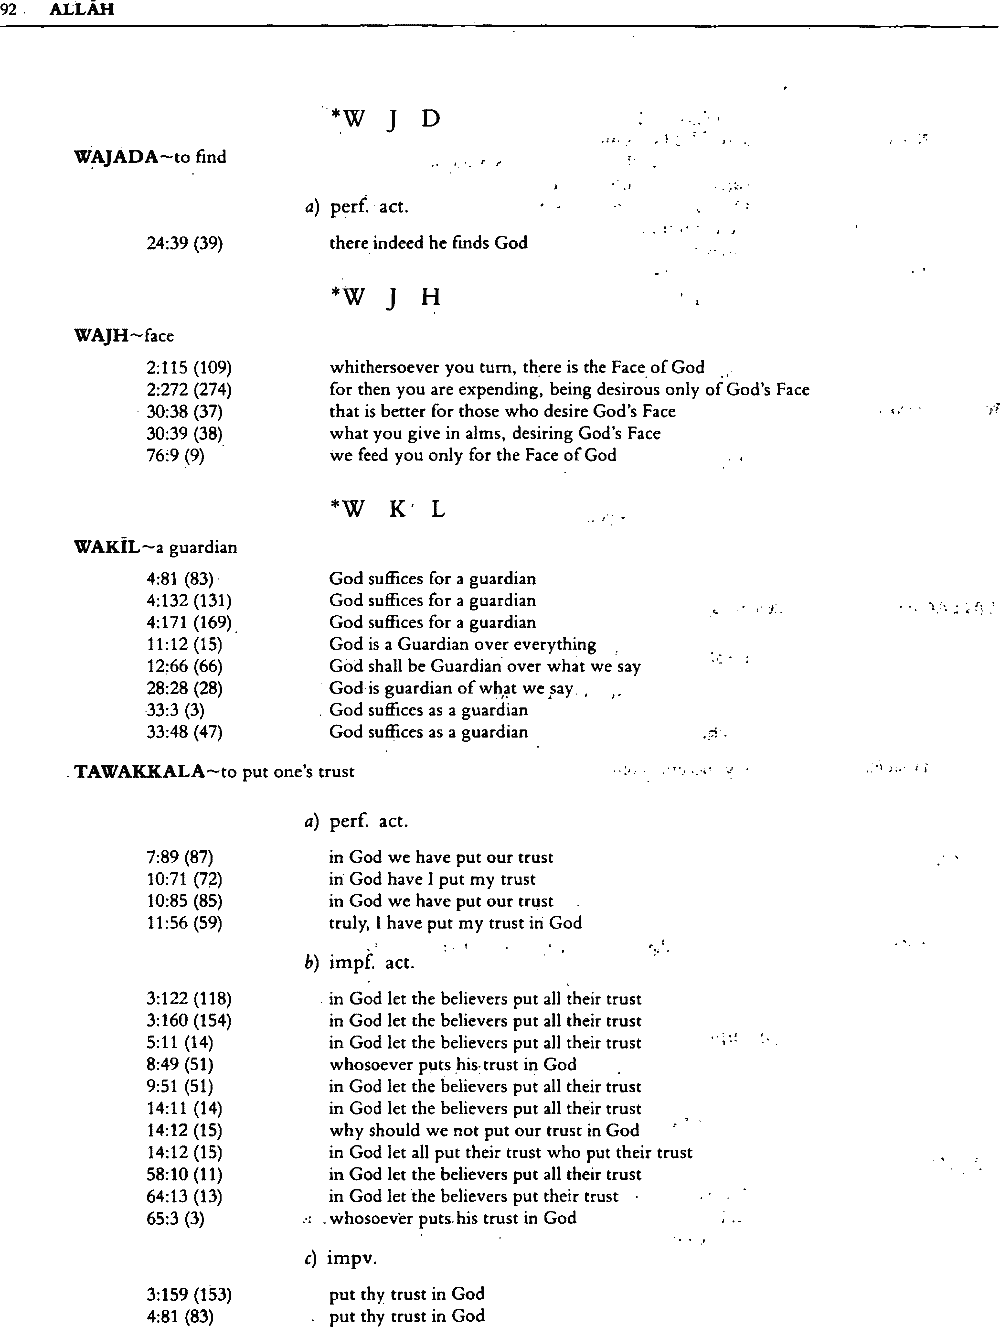 92 ALLĀH
*W J D
WAJADA~to find
a) perf. act.
24:39 (39) there indeed he finds God
*W J H
WAJH~face
2:115 (109) whithersoever you turn, there is the Face of God
2:272 (274) for then you are expending, being desirous only of God's Face
30:38 (37) that is better for those who desire God's Face
30:39 (38) what you give in alms, desiring God's Face
76:9 (9) we feed you only for the Face of God
*W K L
WAKĪL~a guardian
4:81 (83) God suffices for a guardian
4:132 (131) God suffices for a guardian
4:171 (169) God suffices for a guardian
11:12 (15) God is a Guardian over everything
12:66 (66) God shall be Guardian over what we say
28:28 (28) God is guardian of what we say
33:3 (3) God suffices as a guardian
33:48 (47) God suffices as a guardian
TAWAKKALA~to put one's trust
a) perf. act.
7:89 (87) in God we have put our trust
10:71 (72) in God have I put my trust
10:85 (85) in God we have put our trust
11:56 (59) truly, I have put my trust in God
b) impf. act.
3:122 (118) in God let the believers put all their trust
3:160 (154) in God let the believers put all their trust
5:11 (14) in God let the believers put all their trust
8:49 (51) whosoever puts his trust in God
9:51 (51) in God let the believers put all their trust
14:11 (14) in God let the believers put all their trust
14:12 (15) why should we not put our trust in God
14:12 (15) in God let all put their trust who put their trust
58:10 (11) in God let the believers put all their trust
64:13 (13) in God let the believers put their trust
65:3 (3) whosoever puts his trust in God
c) impv.
3:159 (153) put thy trust in God
4:81 (83) put thy trust in God